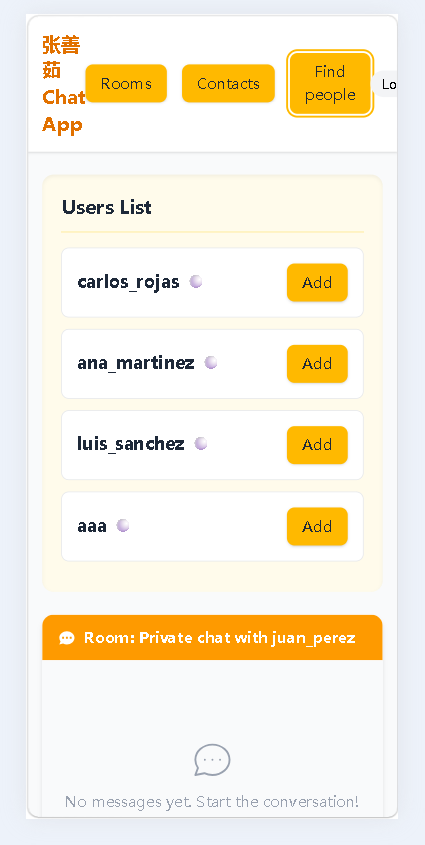 张善
茹
Chat
App
Rooms
Contacts
Find
people
Lo
Users List
carlos_rojas
Add
ana_martinez
Add
luis_sanchez
Add
aaa
Add
Room: Private chat with juan_perez
No messages yet. Start the conversation!